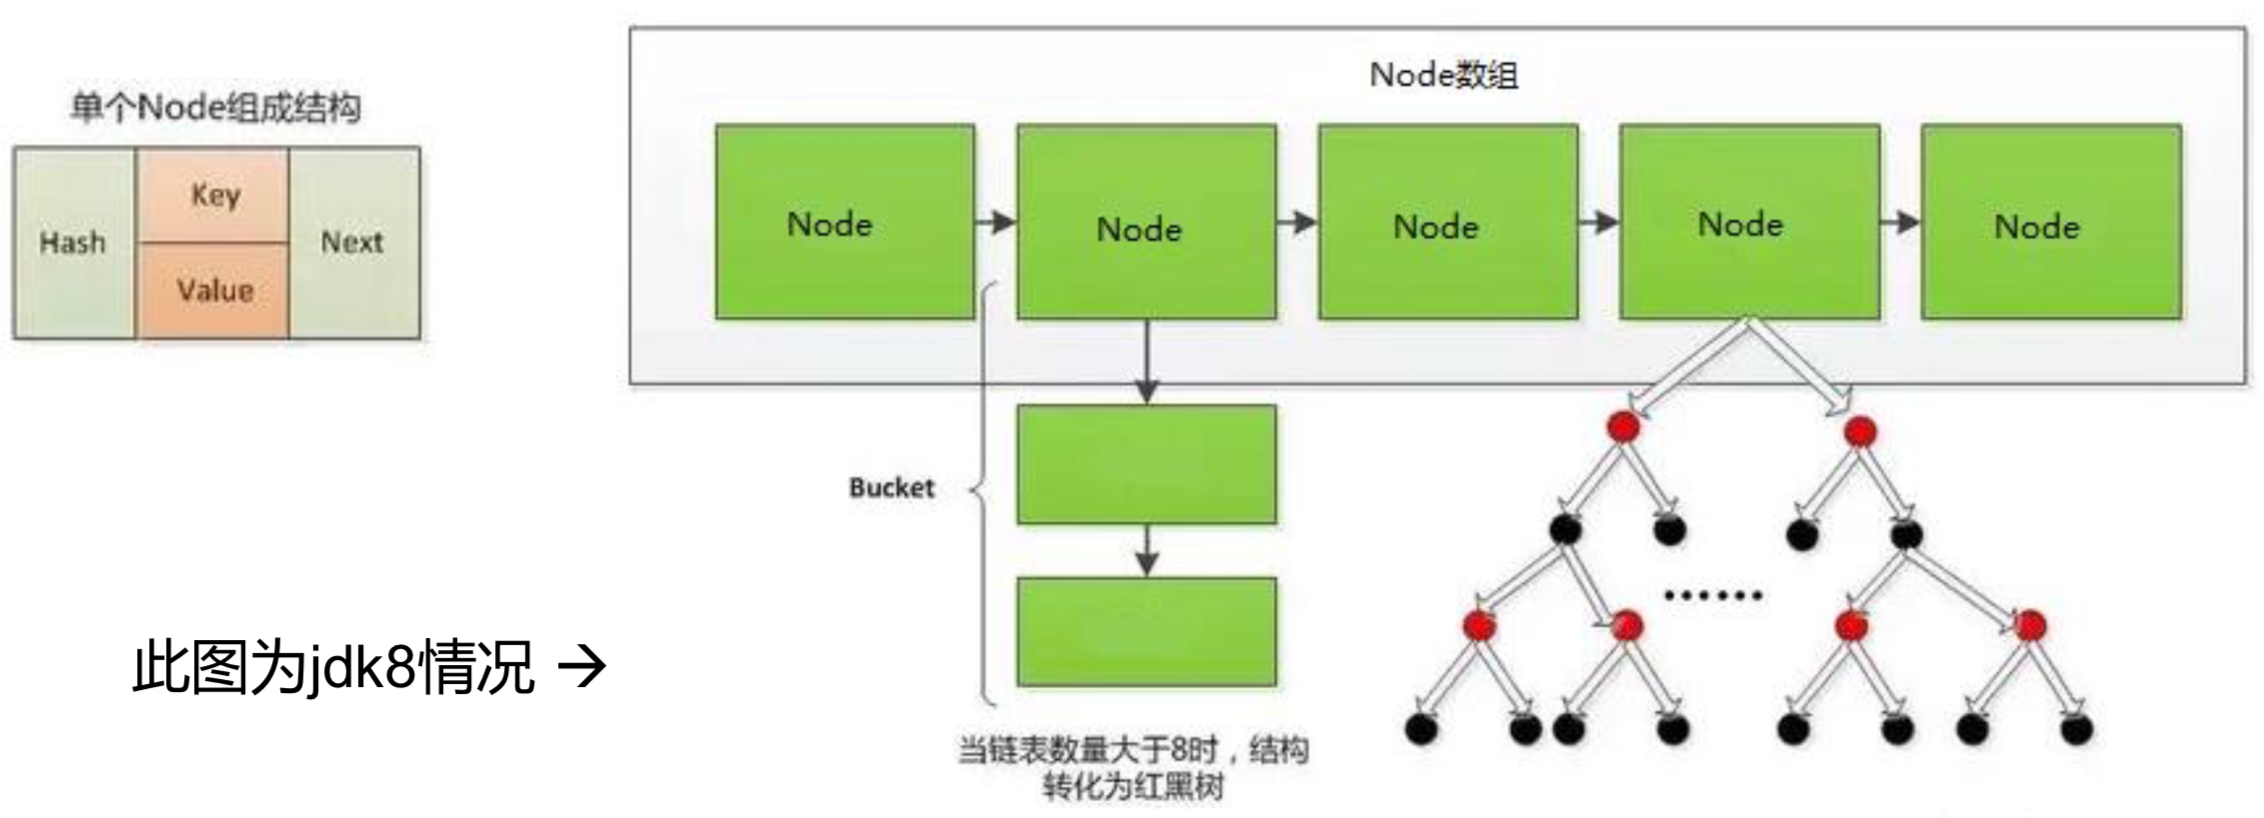 单个Node组成结构
Hash
Key
Value
Next
Node数组
Node
Node
Node
Node
Node
Bucket
此图为jdk8情况 →
当链表数量大于8时，结构
转化为红黑树